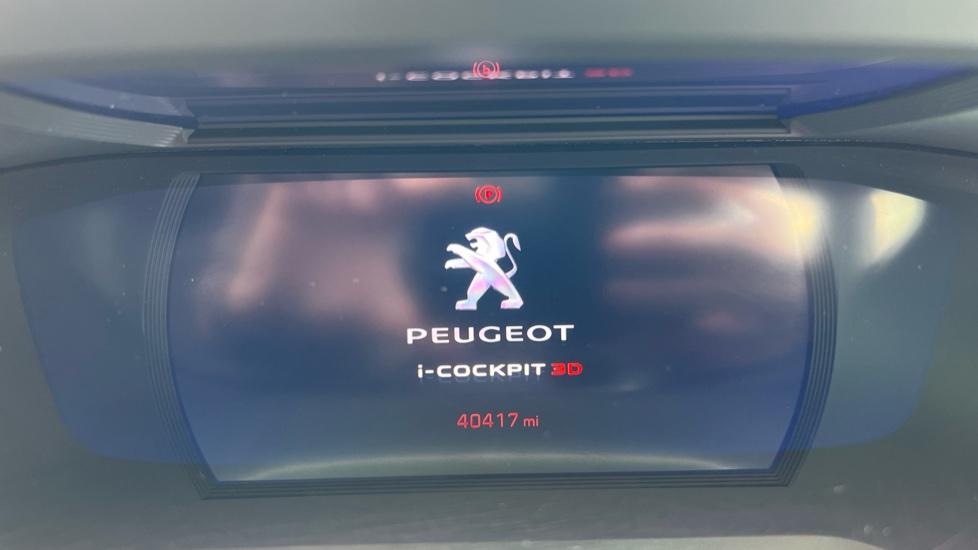 PEUGEOT
i-COCKPIT 3D
40417 mi